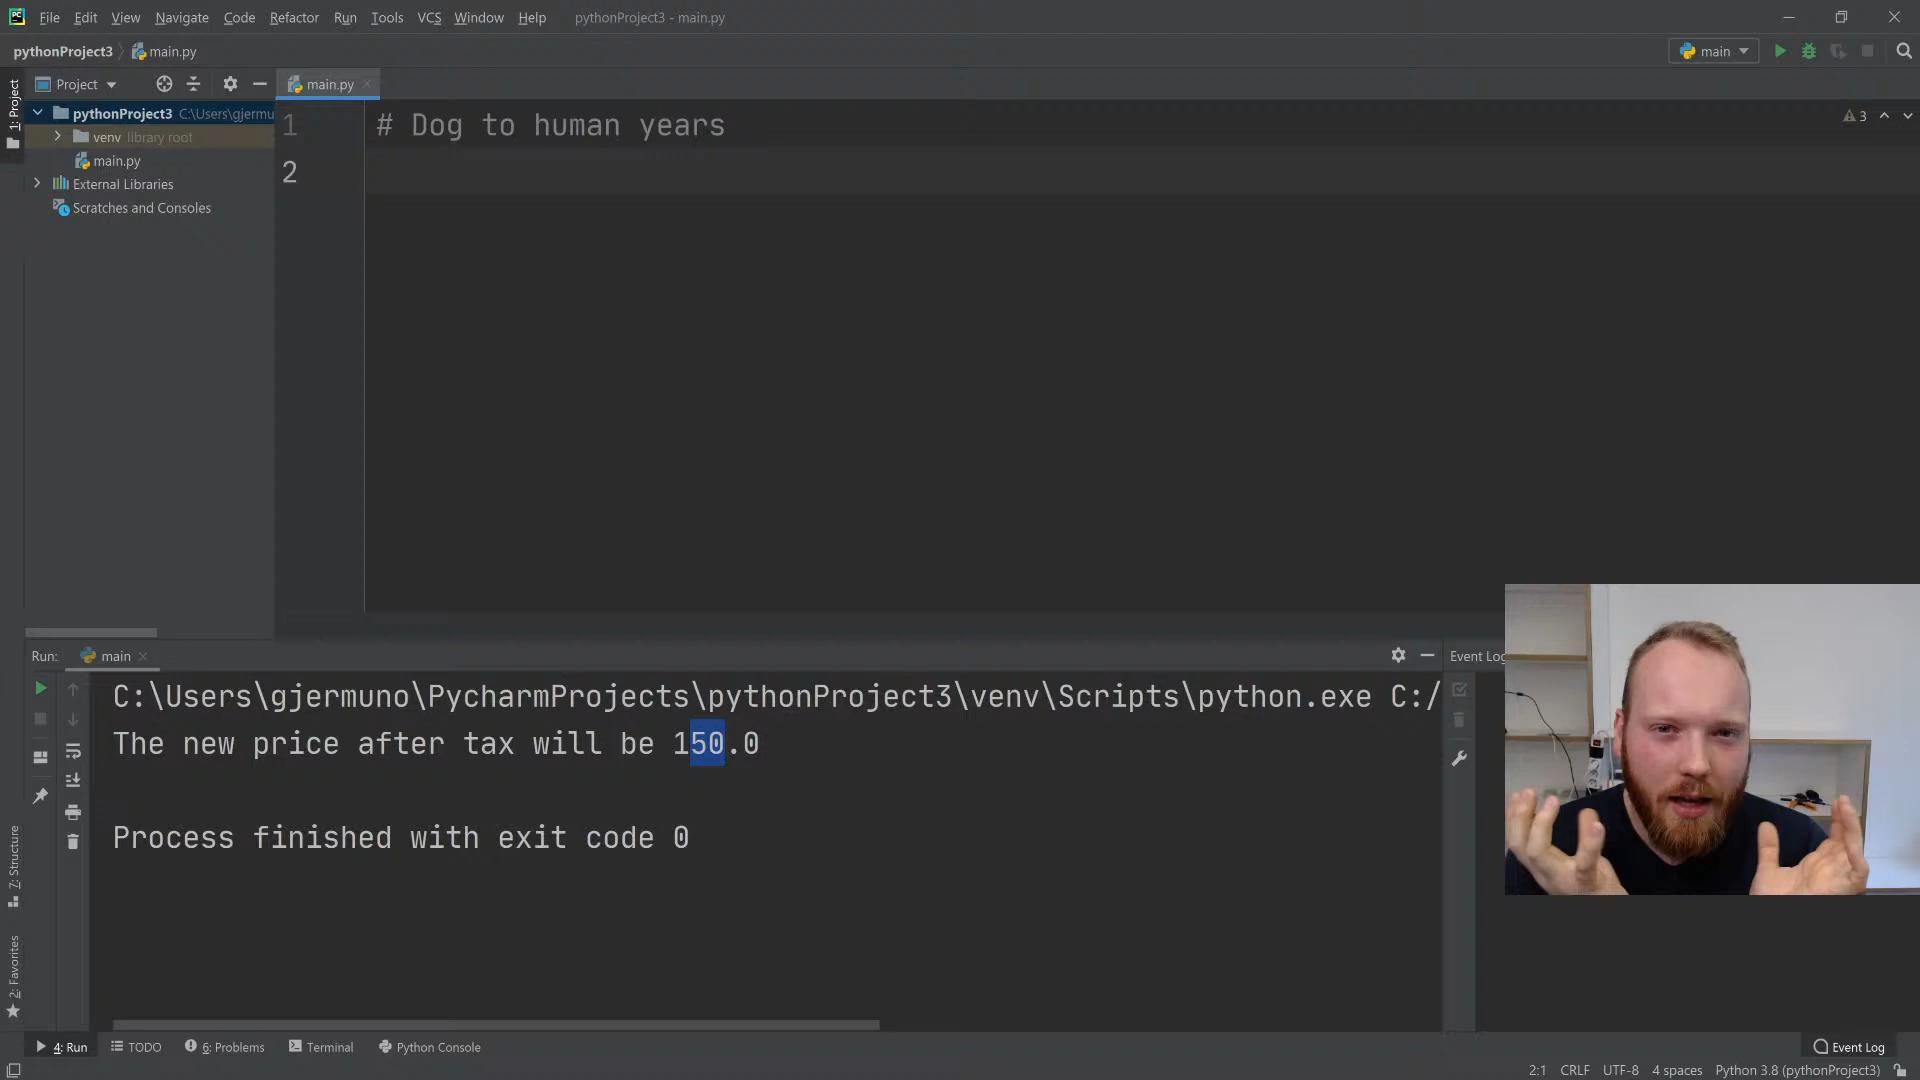 PC File Edit View Navigate Code Refactor Run Tools VCS Window Help pythonProject3 - main.py
pythonProject3 main.py main
1: Project Project main.py
pythonProject3 C:\Users\gjermu
venv library root
main.py
External Libraries
Scratches and Consoles
1 # Dog to human years
2
3
Run: main Event Log
C:\Users\gjermuno\PycharmProjects\pythonProject3\venv\Scripts\python.exe C:/
The new price after tax will be 150.0
Process finished with exit code 0
7: Structure
2: Favorites
4: Run TODO 6: Problems Terminal Python Console Event Log
2:1 CRLF UTF-8 4 spaces Python 3.8 (pythonProject3)